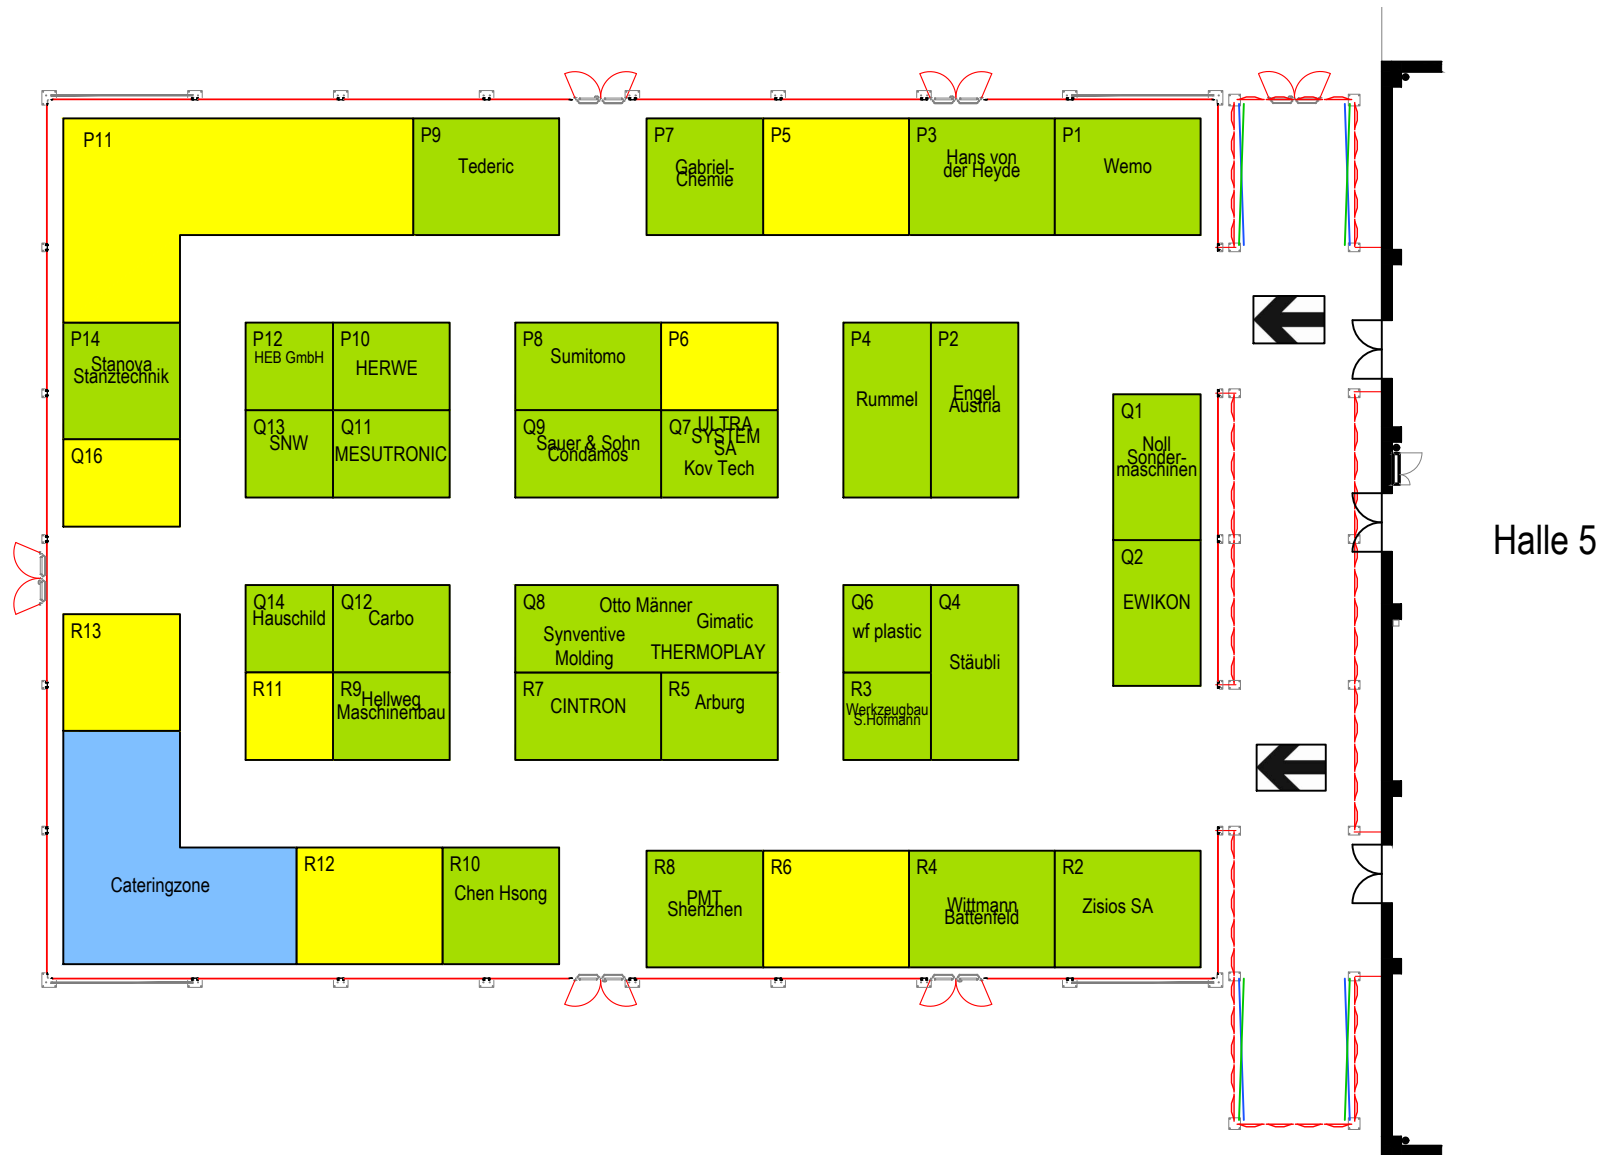 P11
P9
Tederic
P7
Gabriel-
Chemie
P5
P3
Hans von
der Heyde
P1
Wemo
P14
Stanova
Stanztechnik
P12
HEB GmbH
P10
HERWE
P8
Sumitomo
P6
P4
Rummel
P2
Engel
Austria
Q16
Q13
SNW
Q11
MESUTRONIC
Q9
Sauer & Sohn
Condamos
Q7
ULTRA
SYSTEM
SA
Kov Tech
Q1
Noll
Sonder-
maschinen
Q2
EWIKON
Halle 5
R13
Q14
Hauschild
Q12
Carbo
Q8
Otto Männer
Gimatic
Synventive
Molding
THERMOPLAY
Q6
wf plastic
Q4
Stäubli
R11
R9
Hellweg
Maschinenbau
R7
CINTRON
R5
Arburg
R3
Werkzeugbau
S.Hofmann
Cateringzone
R12
R10
Chen Hsong
R8
PMT
Shenzhen
R6
R4
Wittmann
Battenfeld
R2
Zisios SA